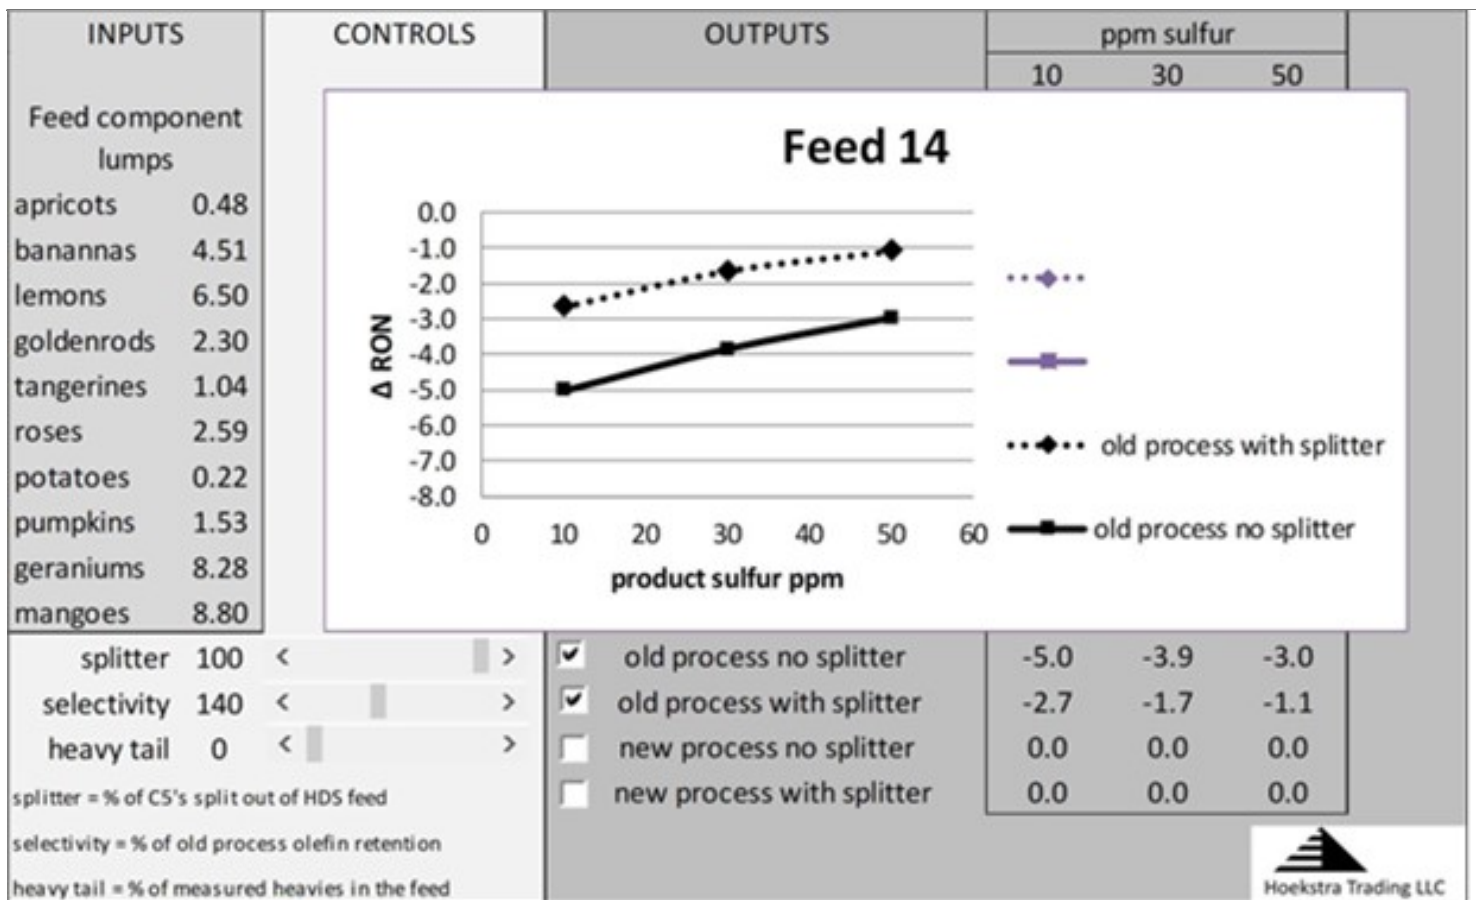 INPUTS CONTROLS OUTPUTS ppm sulfur
10 30 50
Feed component
lumps
apricots 0.48
banannas 4.51
lemons 6.50
goldenrods 2.30
tangerines 1.04
roses 2.59
potatoes 0.22
pumpkins 1.53
geraniums 8.28
mangoes 8.80
Feed 14
0.0
-1.0
-2.0
-3.0
-4.0
-5.0
-6.0
-7.0
-8.0
Δ RON
0 10 20 30 40 50 60
product sulfur ppm
old process with splitter
old process no splitter
splitter 100 < >
selectivity 140 < >
heavy tail 0 < >
old process no splitter -5.0 -3.9 -3.0
old process with splitter -2.7 -1.7 -1.1
new process no splitter 0.0 0.0 0.0
new process with splitter 0.0 0.0 0.0
splitter = % of C5's split out of HDS feed
selectivity = % of old process olefin retention
heavy tail = % of measured heavies in the feed
Hoekstra Trading LLC